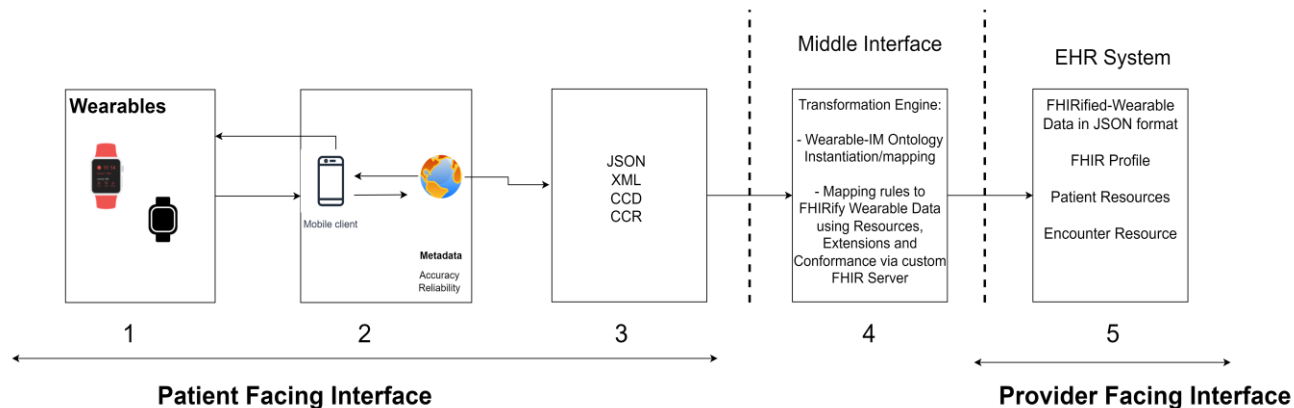 Middle Interface
EHR System
Wearables
Mobile client
Metadata
Accuracy
Reliability
JSON
XML
CCD
CCR
Transformation Engine:
- Wearable-IM Ontology
Instantiation/mapping
- Mapping rules to
FHIRify Wearable Data
using Resources,
Extensions and
Conformance via custom
FHIR Server
FHIRified-Wearable
Data in JSON format
FHIR Profile
Patient Resources
Encounter Resource
1
2
3
4
5
Patient Facing Interface
Provider Facing Interface